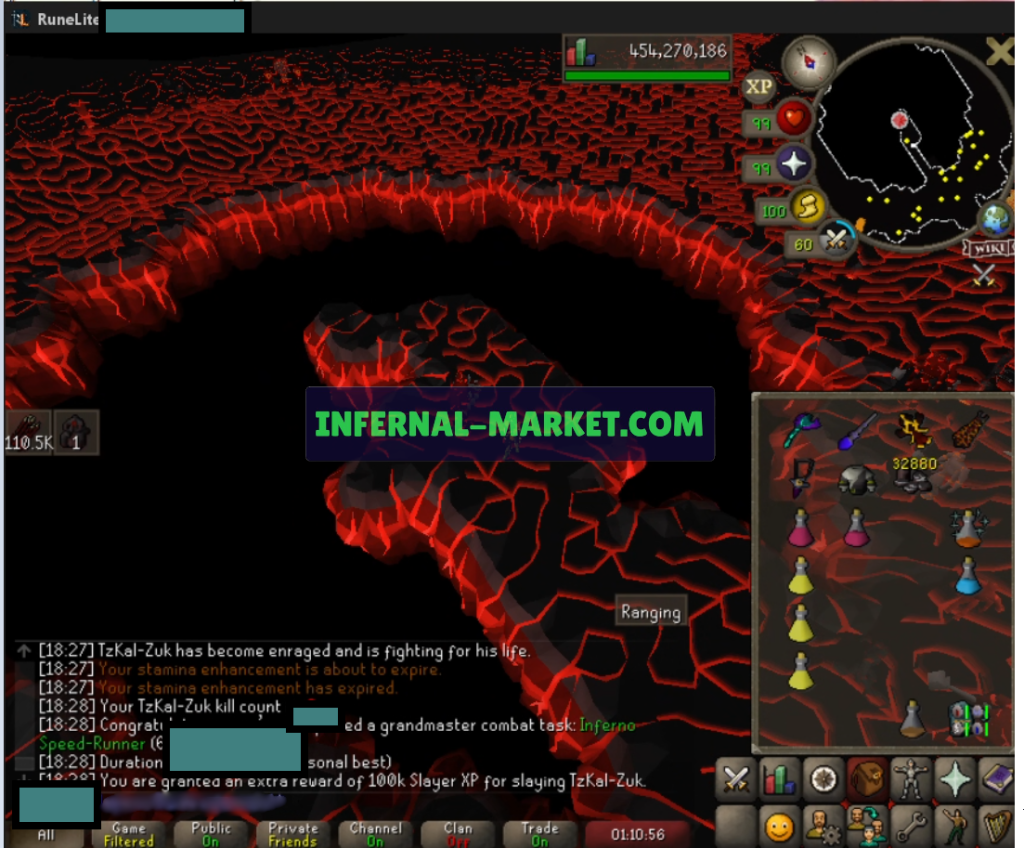 RuneLite
454,270,186
XP
99
99
100
60
WIKI
INFERNAL-MARKET.COM
110.5K
1
32880
Ranging
[18:27] TzKal-Zuk has become enraged and is fighting for his life.
[18:27] Your stamina enhancement is about to expire.
[18:27] Your stamina enhancement has expired.
[18:28] Your TzKal-Zuk kill count
[18:28] ed a grandmaster combat task: Inferno
Speed-Runner (6
[18:28] Duration sonal best)
[18:28] You are granted an extra reward of 100k Slayer XP for slaying TzKal-Zuk.
All
Game
Filtered
Public
On
Private
Friends
Channel
On
Clan
Off
Trade
On
01:10:56